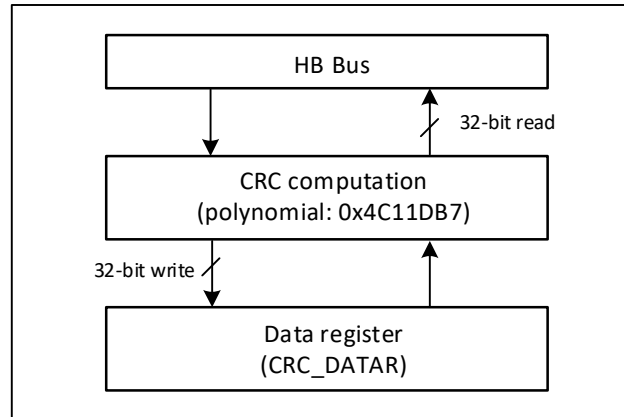 HB Bus
32-bit read
CRC computation
(polynomial: 0x4C11DB7)
32-bit write
Data register
(CRC_DATAR)